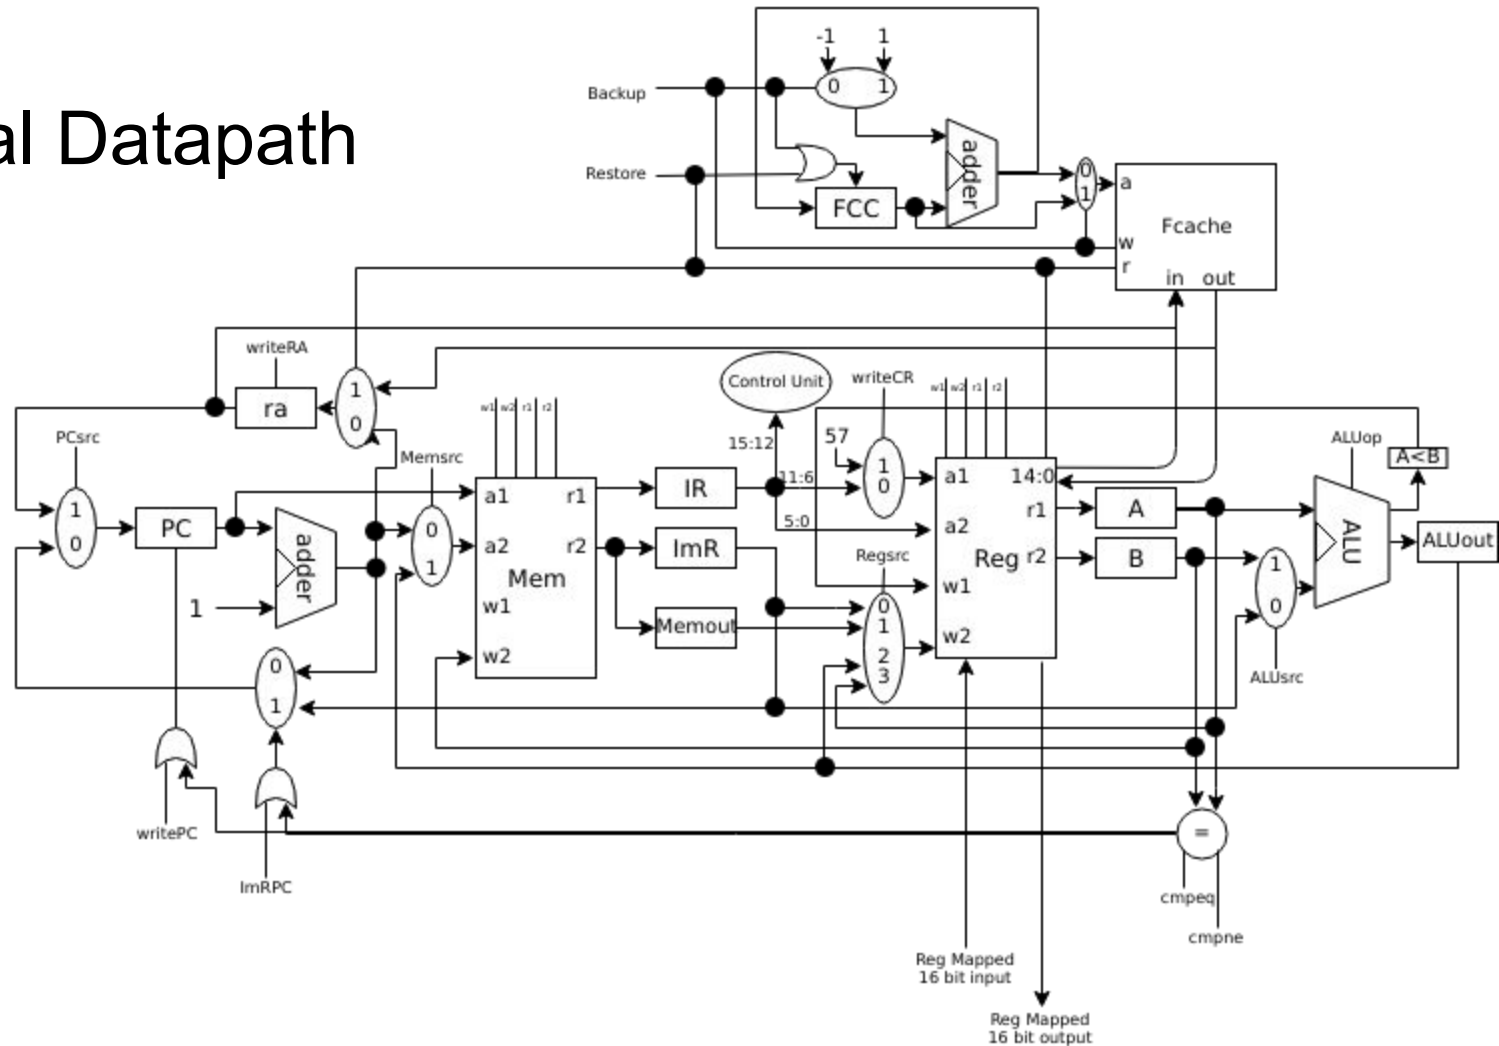 al Datapath
-1 1
Backup
0 1
Restore
adder
FCC
0
1
a
Fcache
w
r
in out
writeRA
ra
1
0
PCsrc
1
0
PC
adder
1
0
1
writePC
ImRPC
Memsrc
0
1
w1 w2 r1 r2
a1 r1
a2 r2
Mem
w1
w2
IR
ImR
Memout
Control Unit
15:12
11:6
5:0
writeCR
57
1
0
Regsrc
0
1
2
3
w1 w2 r1 r2
a1 14:0
r1
a2
Reg r2
w1
w2
A
B
ALUop
A<B
ALU
ALUout
1
0
ALUsrc
=
cmpeq
cmpne
Reg Mapped
16 bit input
Reg Mapped
16 bit output